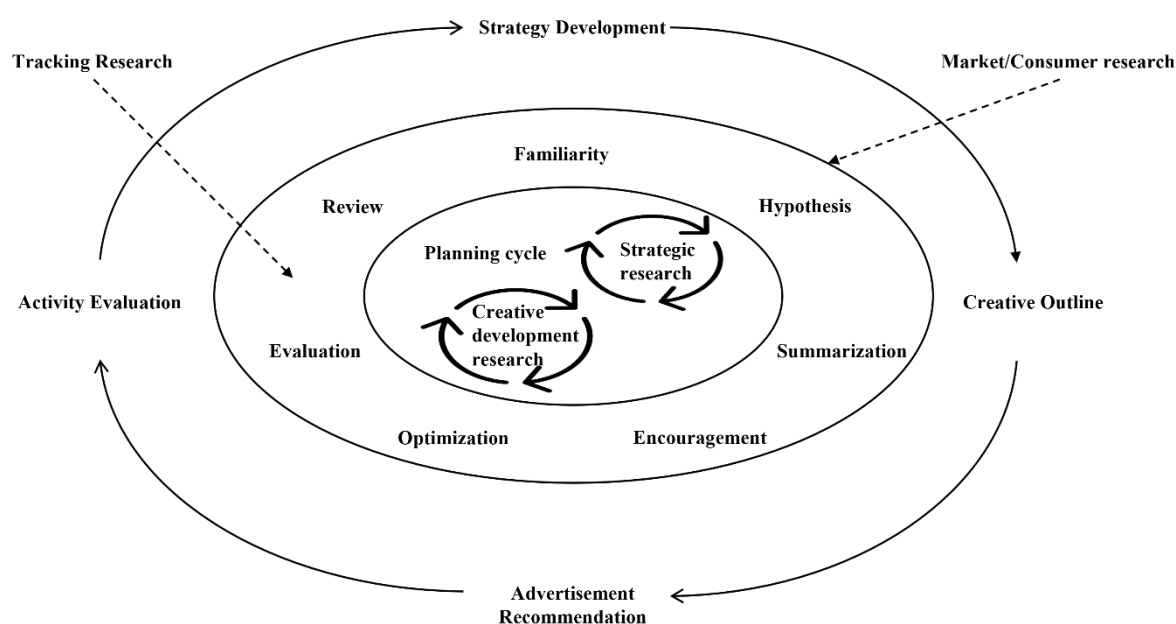 Strategy Development
Tracking Research
Market/Consumer research
Familiarity
Review
Hypothesis
Planning cycle
Strategic
research
Activity Evaluation
Creative Outline
Creative
development
research
Evaluation
Summarization
Optimization
Encouragement
Advertisement
Recommendation